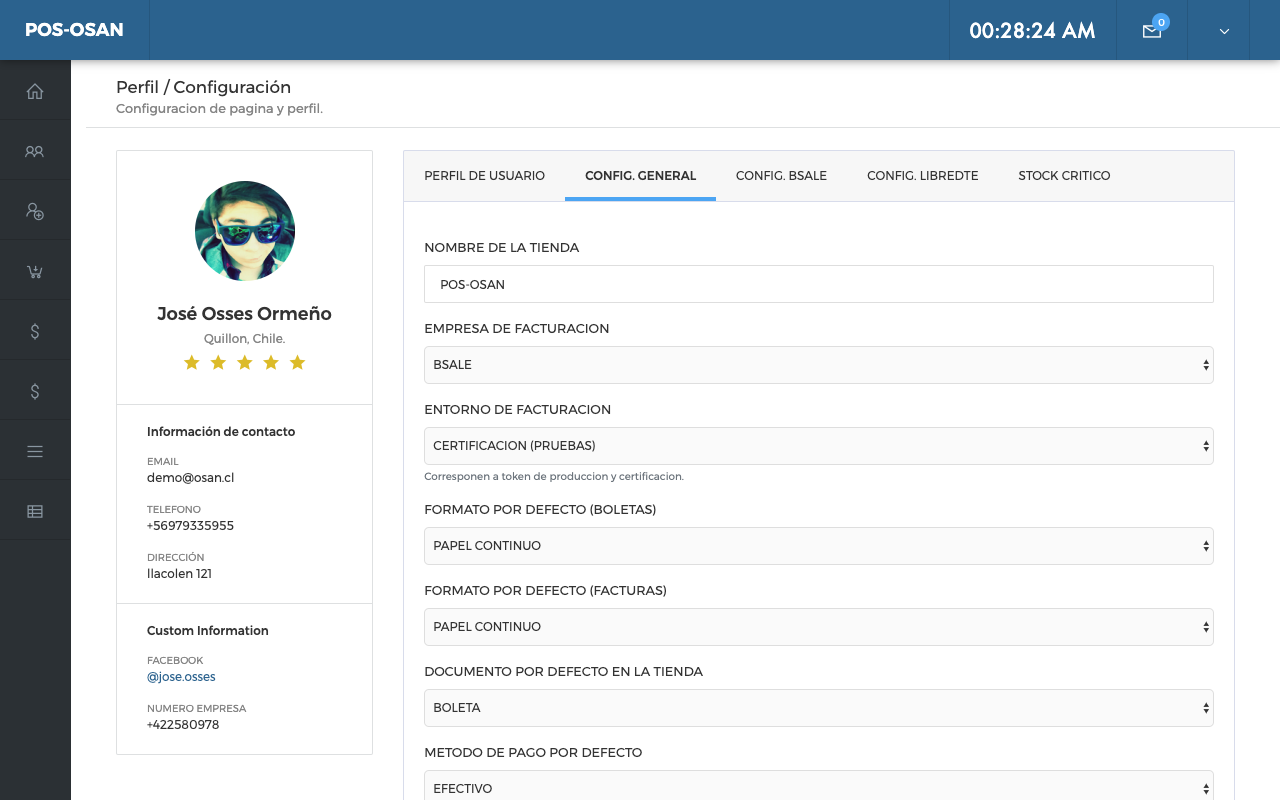 POS-OSAN
00:28:24 AM
0
Perfil / Configuración
Configuracion de pagina y perfil.
José Osses Ormeño
Quillon, Chile.
Información de contacto
EMAIL
demo@osan.cl
TELEFONO
+56979335955
DIRECCIÓN
llacolen 121
Custom Information
FACEBOOK
@jose.osses
NUMERO EMPRESA
+422580978
PERFIL DE USUARIO
CONFIG. GENERAL
CONFIG. BSALE
CONFIG. LIBREDTE
STOCK CRITICO
NOMBRE DE LA TIENDA
POS-OSAN
EMPRESA DE FACTURACION
BSALE
ENTORNO DE FACTURACION
CERTIFICACION (PRUEBAS)
Corresponen a token de produccion y certificacion.
FORMATO POR DEFECTO (BOLETAS)
PAPEL CONTINUO
FORMATO POR DEFECTO (FACTURAS)
PAPEL CONTINUO
DOCUMENTO POR DEFECTO EN LA TIENDA
BOLETA
METODO DE PAGO POR DEFECTO
EFECTIVO